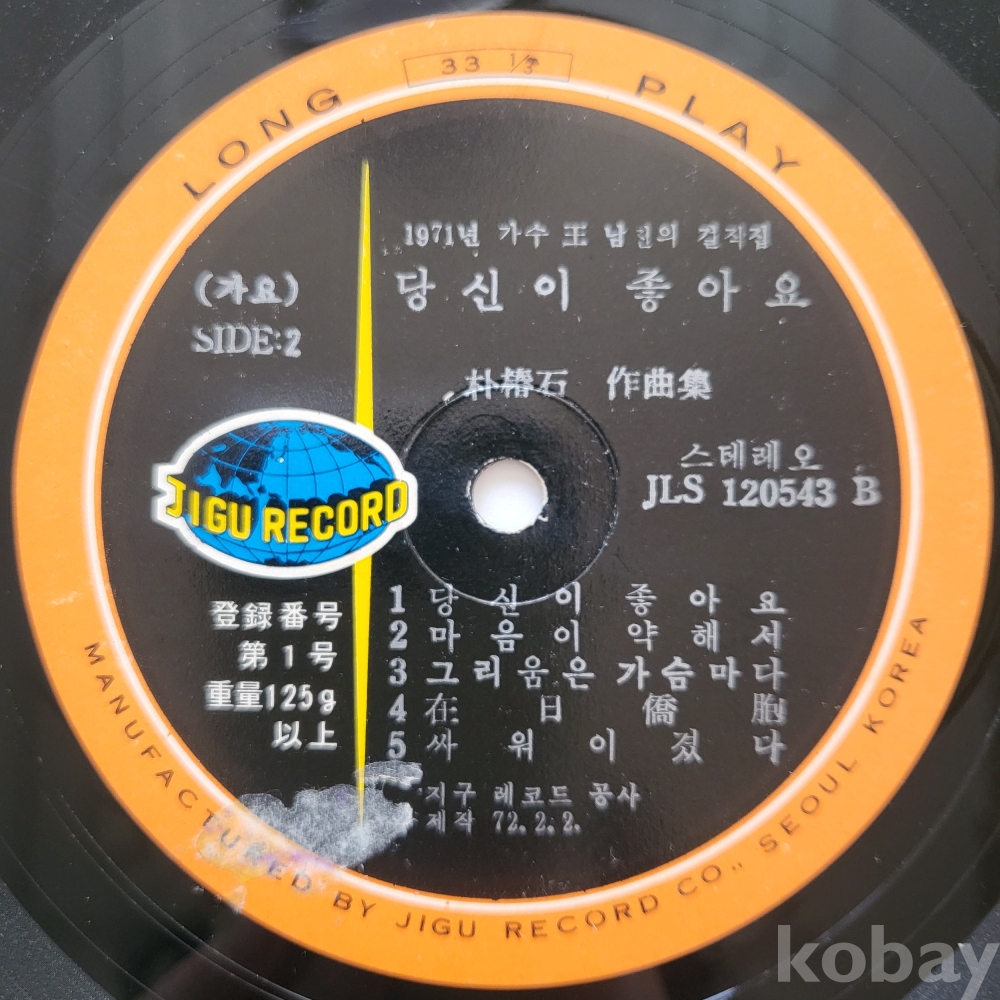 LONG PLAY
33 1/3
1971년 가수 王 남진의 걸작집
(가요)
당신이 좋아요
SIDE:2
朴椿石 作曲集
스테레오
JLS 120543 B
JIGU RECORD
登録番号
第1号
重量125g
以上
1 당신이 좋아요
2 마음이 약해서
3 그리움은 가슴마다
4 在日僑胞
5 싸워이겼다
지구 레코드 공사
제작 72.2.2.
MANUFACTURED BY JIGU RECORD CO., SEOUL KOREA
kobay